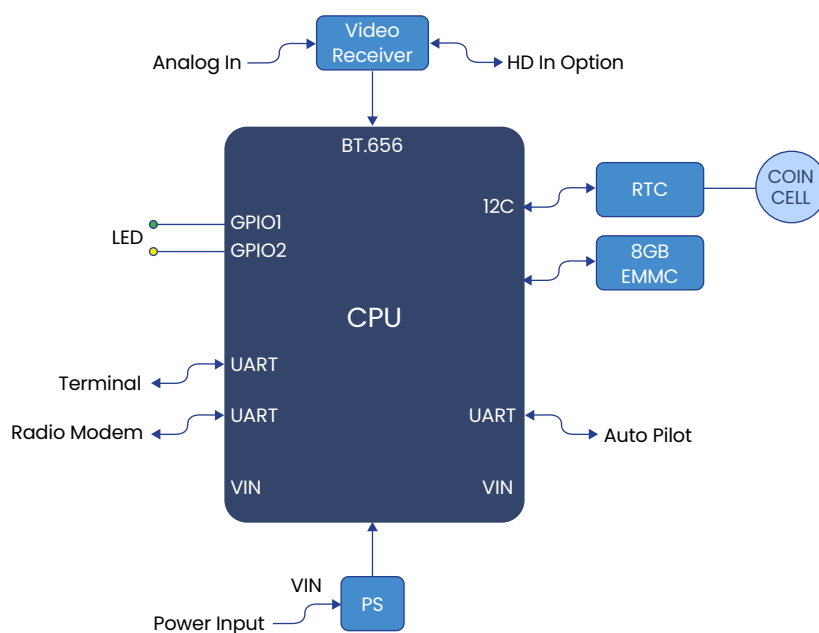 Video
Receiver
Analog In
HD In Option
BT.656
COIN
CELL
RTC
12C
GPIO1
LED
GPIO2
8GB
EMMC
CPU
UART
Terminal
UART
Radio Modem
UART
Auto Pilot
VIN
VIN
VIN
PS
Power Input